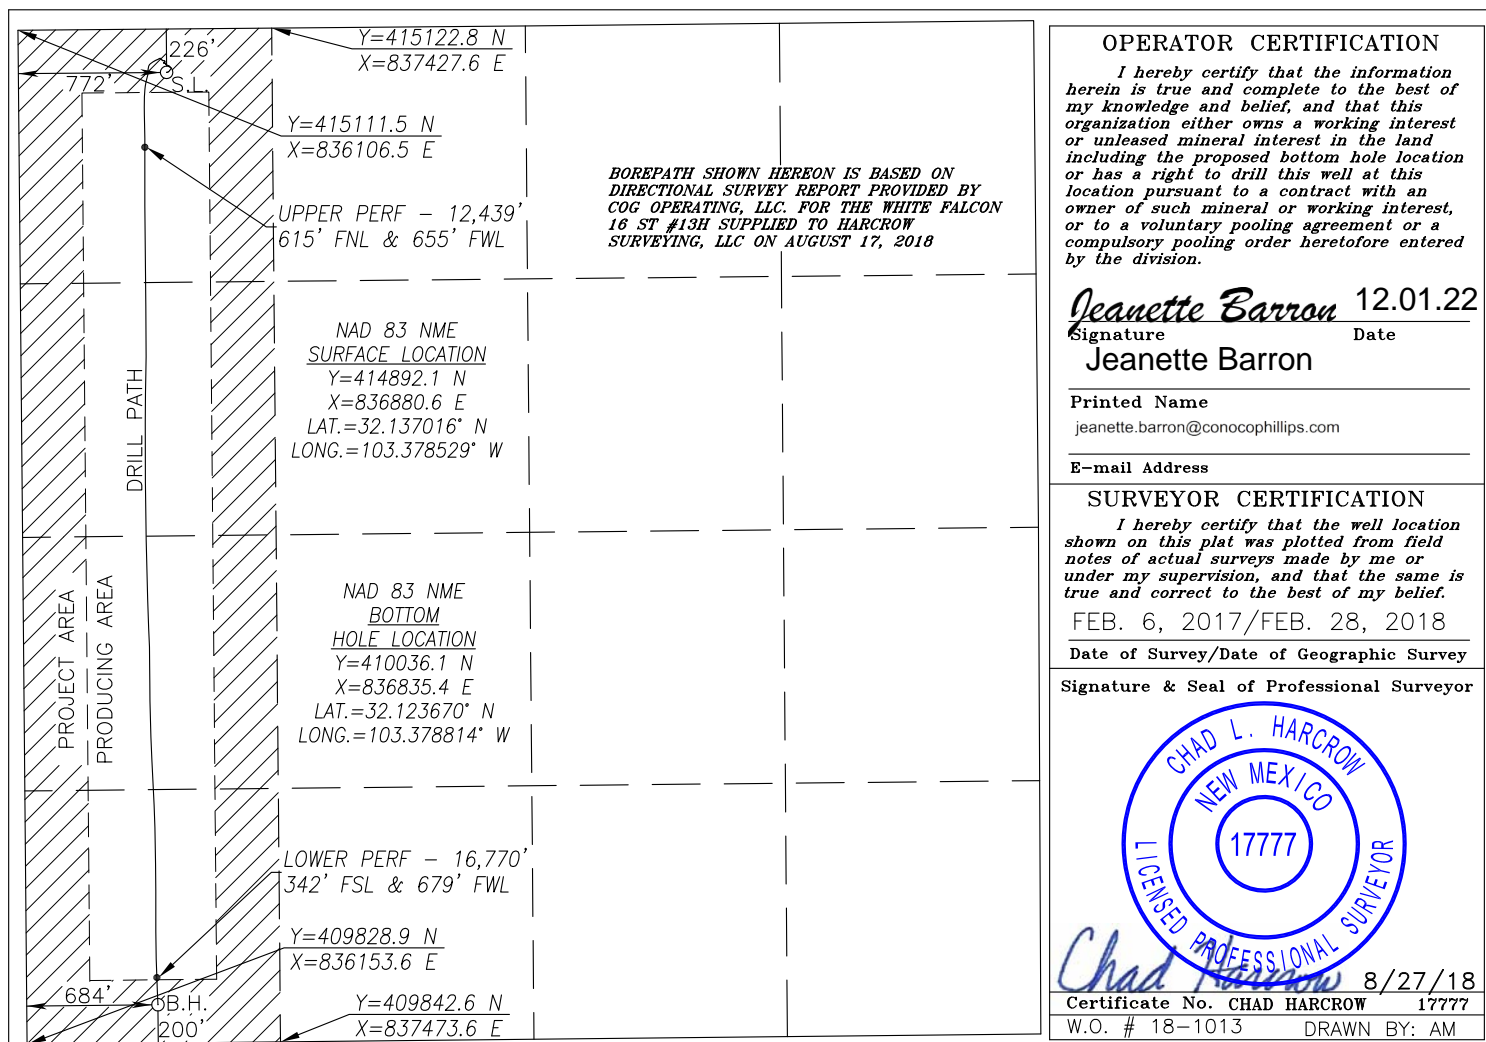 226'
772'
S.L.
Y=415122.8 N
X=837427.6 E
Y=415111.5 N
X=836106.5 E
UPPER PERF - 12,439'
615' FNL & 655' FWL
BOREPATH SHOWN HEREON IS BASED ON
DIRECTIONAL SURVEY REPORT PROVIDED BY
COG OPERATING, LLC. FOR THE WHITE FALCON
16 ST #13H SUPPLIED TO HARCROW
SURVEYING, LLC ON AUGUST 17, 2018
NAD 83 NME
SURFACE LOCATION
Y=414892.1 N
X=836880.6 E
LAT.=32.137016° N
LONG.=103.378529° W
DRILL PATH
PROJECT AREA
PRODUCING AREA
NAD 83 NME
BOTTOM
HOLE LOCATION
Y=410036.1 N
X=836835.4 E
LAT.=32.123670° N
LONG.=103.378814° W
LOWER PERF - 16,770'
342' FSL & 679' FWL
Y=409828.9 N
X=836153.6 E
684'
B.H.
200'
Y=409842.6 N
X=837473.6 E
OPERATOR CERTIFICATION
I hereby certify that the information
herein is true and complete to the best of
my knowledge and belief, and that this
organization either owns a working interest
or unleased mineral interest in the land
including the proposed bottom hole location
or has a right to drill this well at this
location pursuant to a contract with an
owner of such mineral or working interest,
or to a voluntary pooling agreement or a
compulsory pooling order heretofore entered
by the division.
Jeanette Barron 12.01.22
Signature Date
Jeanette Barron
Printed Name
jeanette.barron@conocophillips.com
E-mail Address
SURVEYOR CERTIFICATION
I hereby certify that the well location
shown on this plat was plotted from field
notes of actual surveys made by me or
under my supervision, and that the same is
true and correct to the best of my belief.
FEB. 6, 2017/FEB. 28, 2018
Date of Survey/Date of Geographic Survey
Signature & Seal of Professional Surveyor
CHAD L. HARCROW
NEW MEXICO
17777
LICENSED PROFESSIONAL SURVEYOR
Chad Harcrow 8/27/18
Certificate No. CHAD HARCROW 17777
W.O. # 18-1013 DRAWN BY: AM